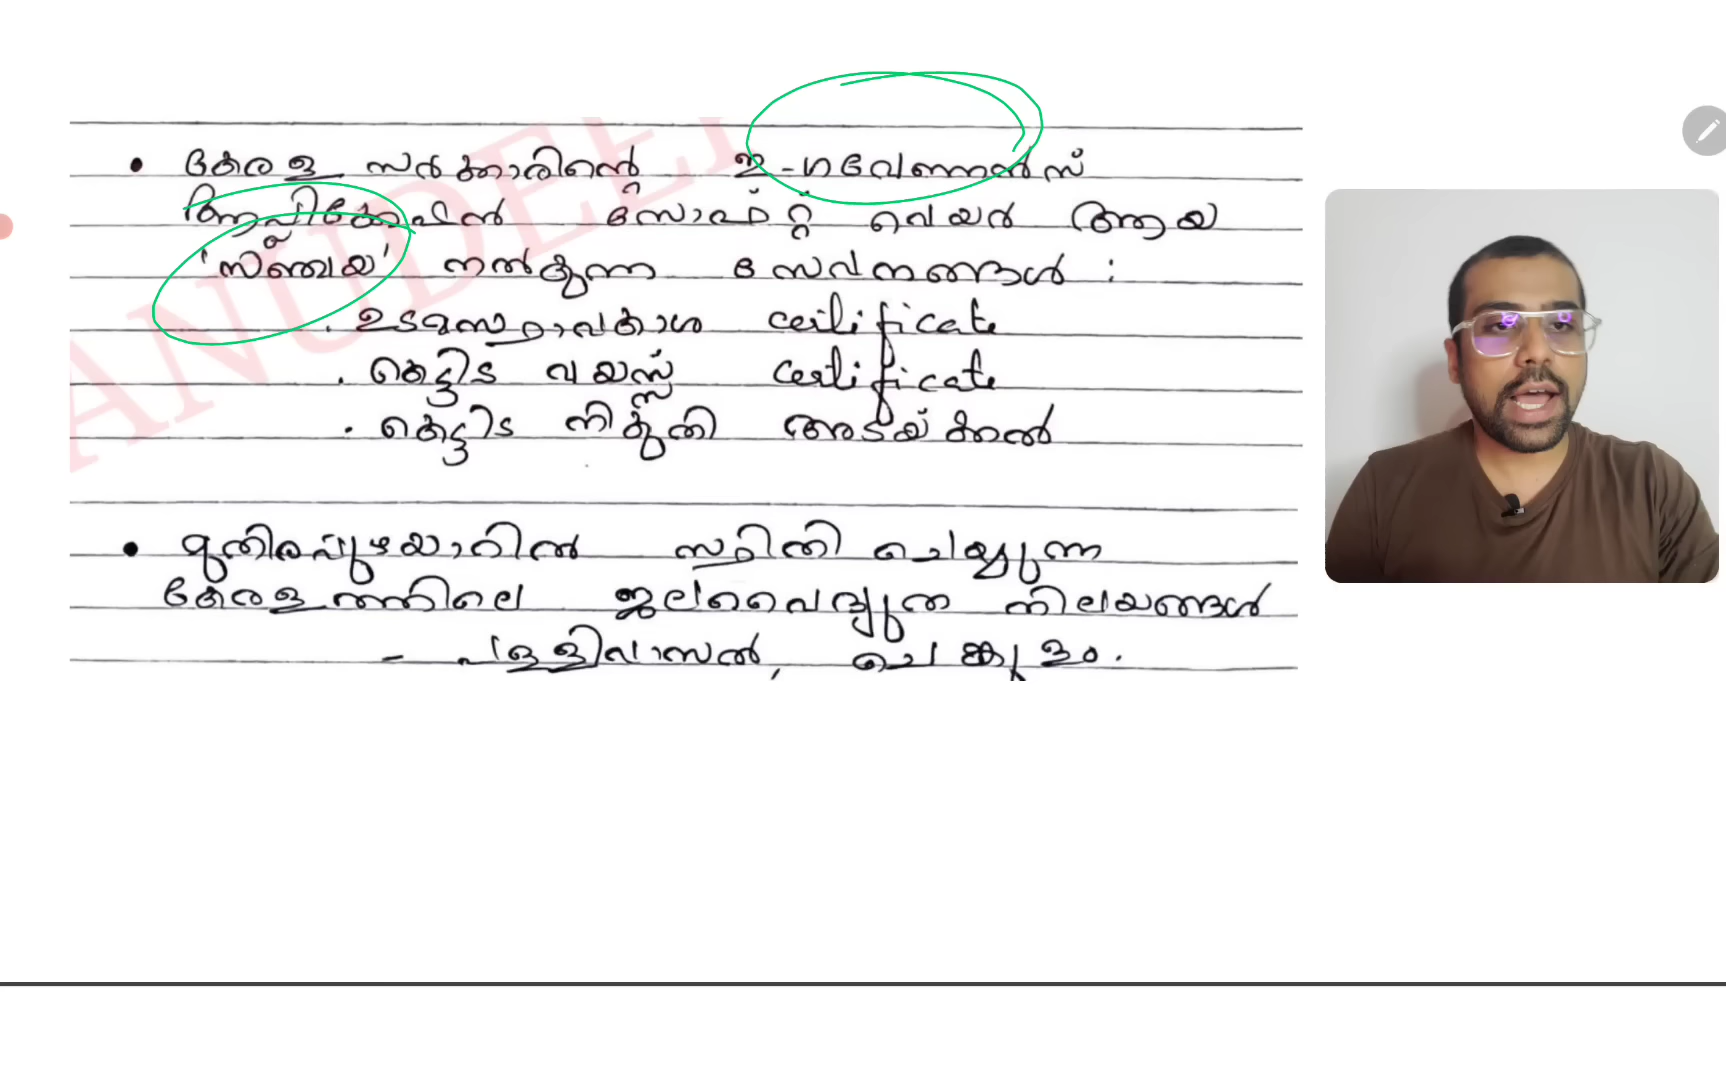 • കേരള സർക്കാരിന്റെ ഇ-ഗവേണൻസ്
ആപ്ലിക്കേഷൻ സോഫ്റ്റ് വെയർ ആയ
'സഞ്ചയ' നൽകുന്ന സേവനങ്ങൾ :
. ഉടമസ്ഥാവകാശ certificate
. കെട്ടിട വയസ്സ് certificate
. കെട്ടിട നികുതി അടയ്ക്കൽ
• മുതിരപ്പുഴയാറിൽ സ്ഥിതി ചെയ്യുന്ന
കേരളത്തിലെ ജലവൈദ്യുത നിലയങ്ങൾ
- പള്ളിവാസൽ, ചെങ്കുളം.